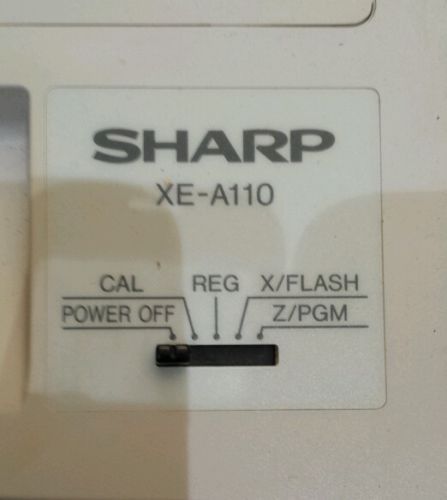 SHARP
XE-A110
CAL REG X/FLASH
POWER OFF Z/PGM